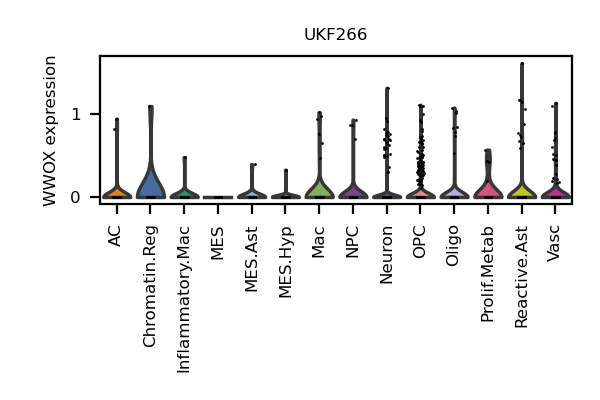 UKF266
WWOX expression
1
0
AC
Chromatin.Reg
Inflammatory.Mac
MES
MES.Ast
MES.Hyp
Mac
NPC
Neuron
OPC
Oligo
Prolif.Metab
Reactive.Ast
Vasc